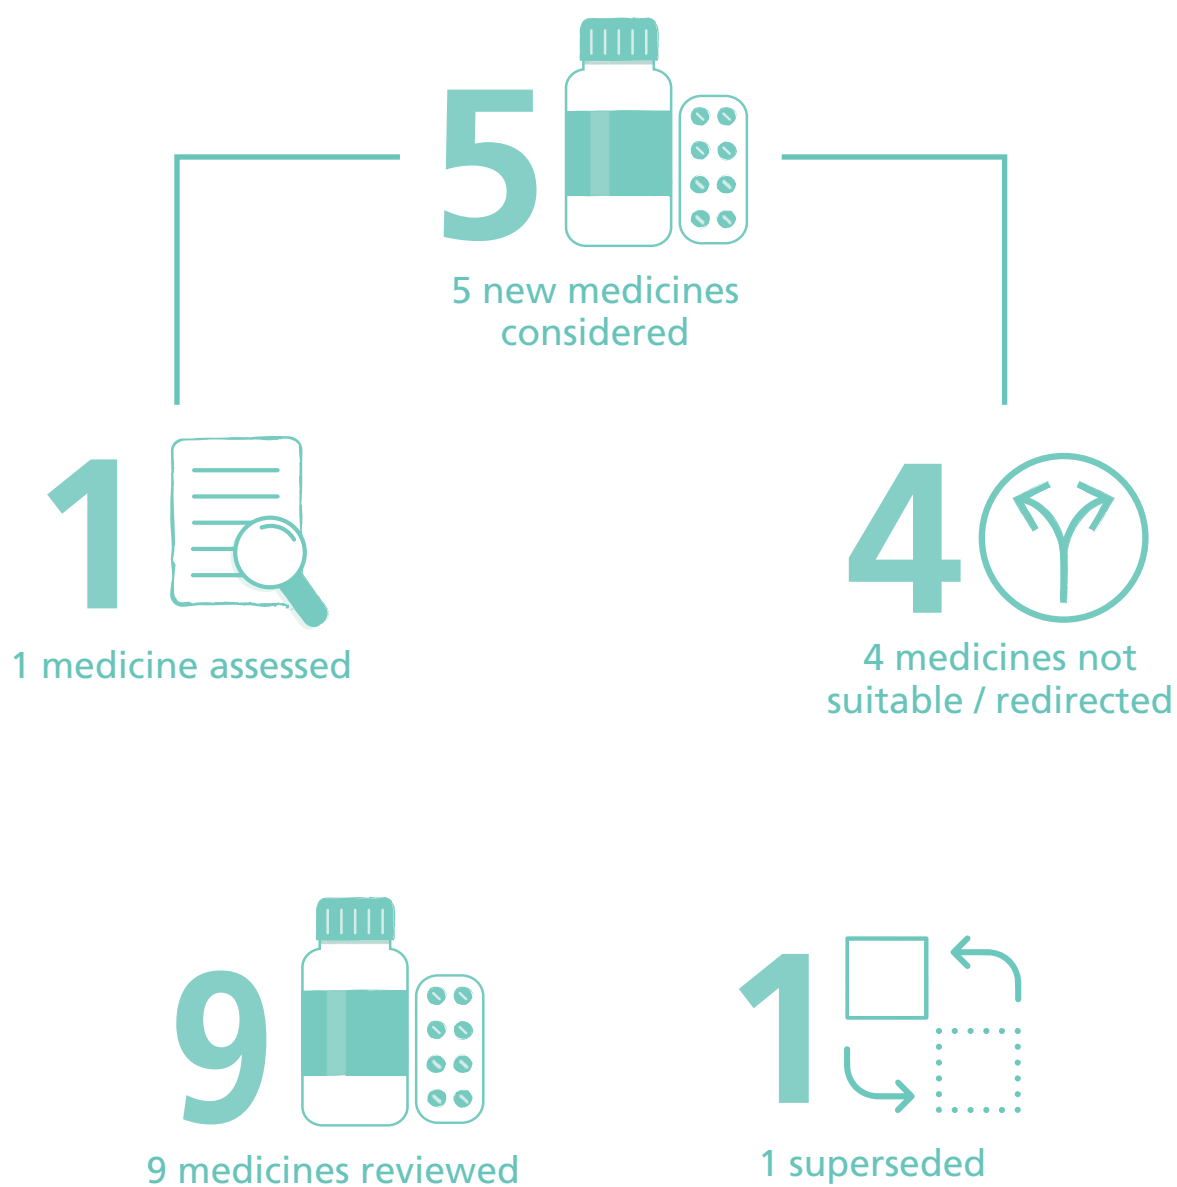 5
5 new medicines
considered
1
1 medicine assessed
4
4 medicines not
suitable / redirected
9
9 medicines reviewed
1
1 superseded